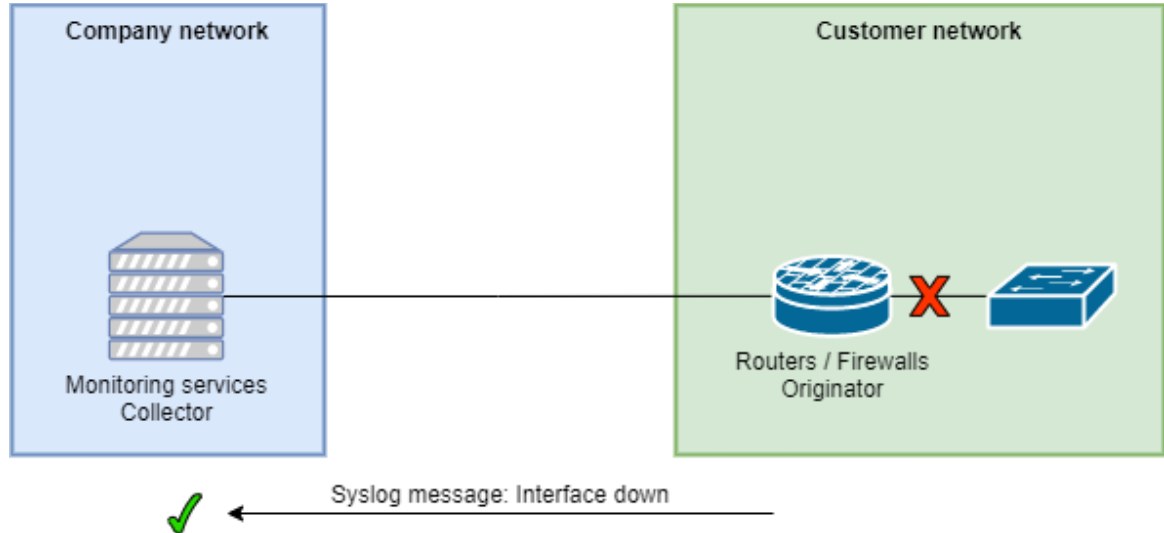 Company network
Customer network
Monitoring services
Collector
Routers / Firewalls
Originator
Syslog message: Interface down